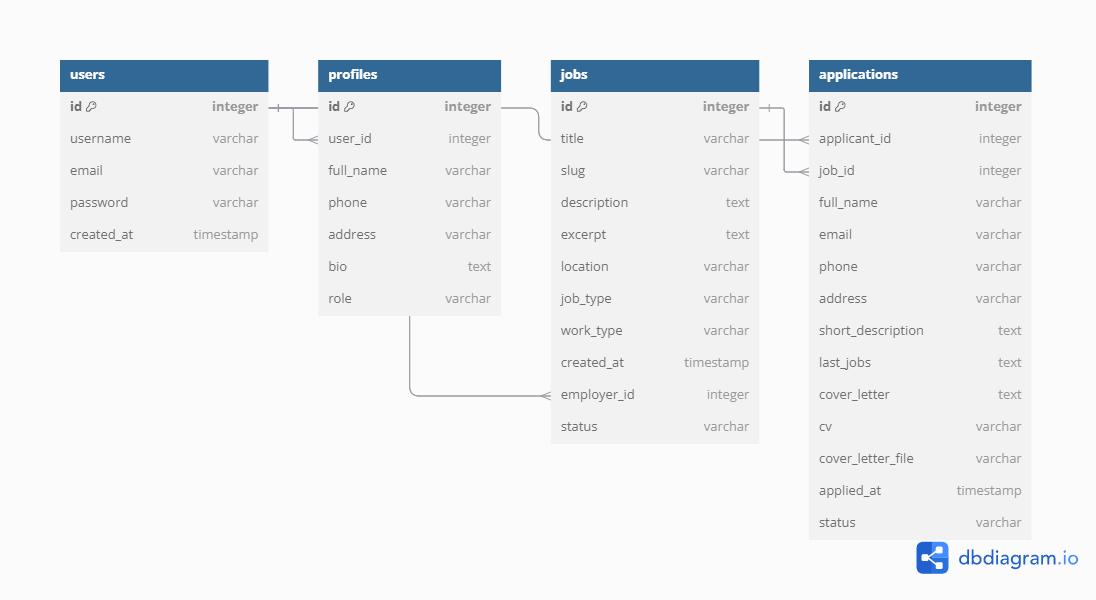 users
id integer
username varchar
email varchar
password varchar
created_at timestamp
profiles
id integer
user_id integer
full_name varchar
phone varchar
address varchar
bio text
role varchar
jobs
id integer
title varchar
slug varchar
description text
excerpt text
location varchar
job_type varchar
work_type varchar
created_at timestamp
employer_id integer
status varchar
applications
id integer
applicant_id integer
job_id integer
full_name varchar
email varchar
phone varchar
address varchar
short_description text
last_jobs text
cover_letter text
cv varchar
cover_letter_file varchar
applied_at timestamp
status varchar
dbdiagram.io